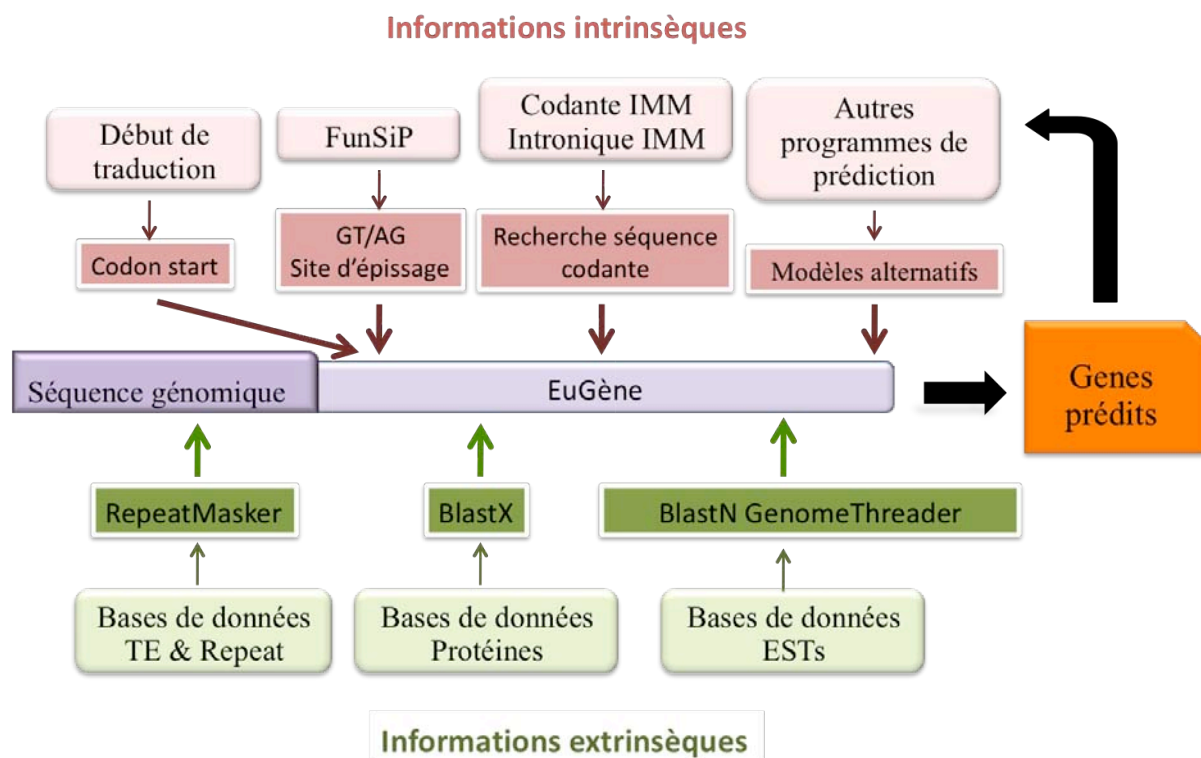 Informations intrinsèques
Début de
traduction
FunSiP
Codante IMM
Intronique IMM
Autres
programmes de
prédiction
Codon start
GT/AG
Site d'épissage
Recherche séquence
codante
Modèles alternatifs
Séquence génomique
EuGène
Genes
prédits
RepeatMasker
BlastX
BlastN GenomeThreader
Bases de données
TE & Repeat
Bases de données
Protéines
Bases de données
ESTs
Informations extrinsèques